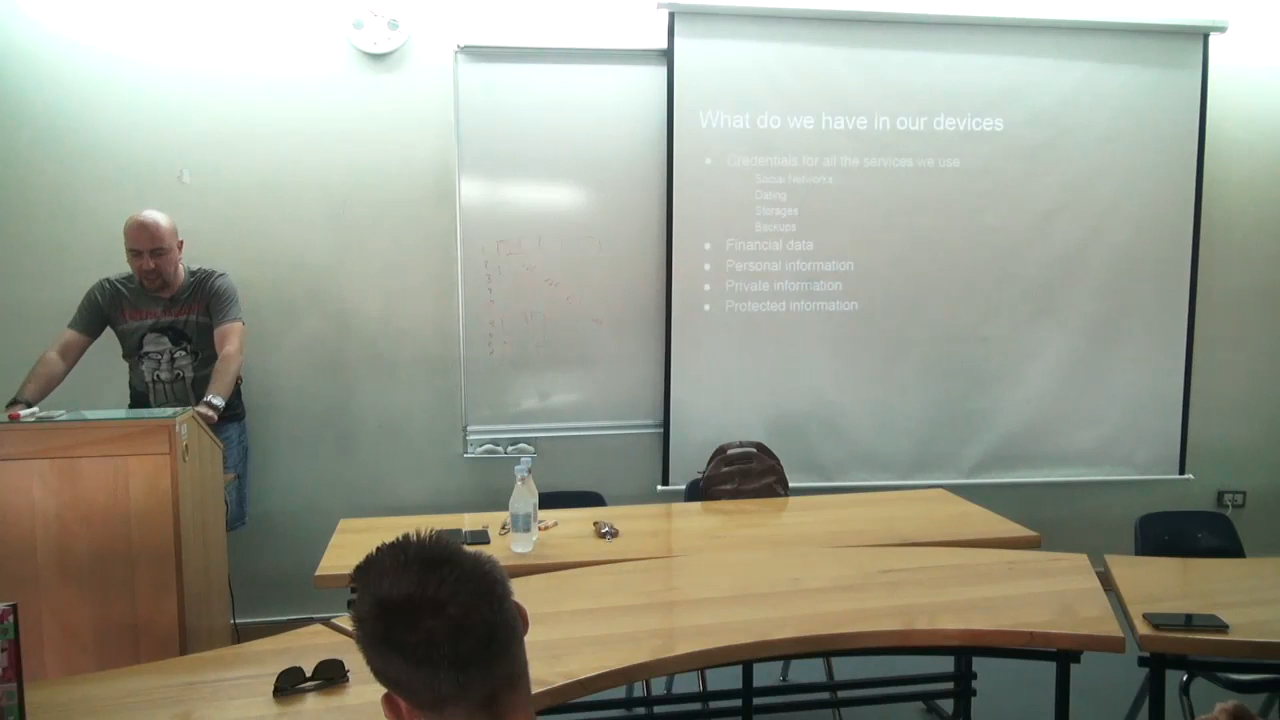 What do we have in our devices
Credentials for all the services we use
Social Networks
Dating
Storages
Backups
Financial data
Personal information
Private information
Protected information